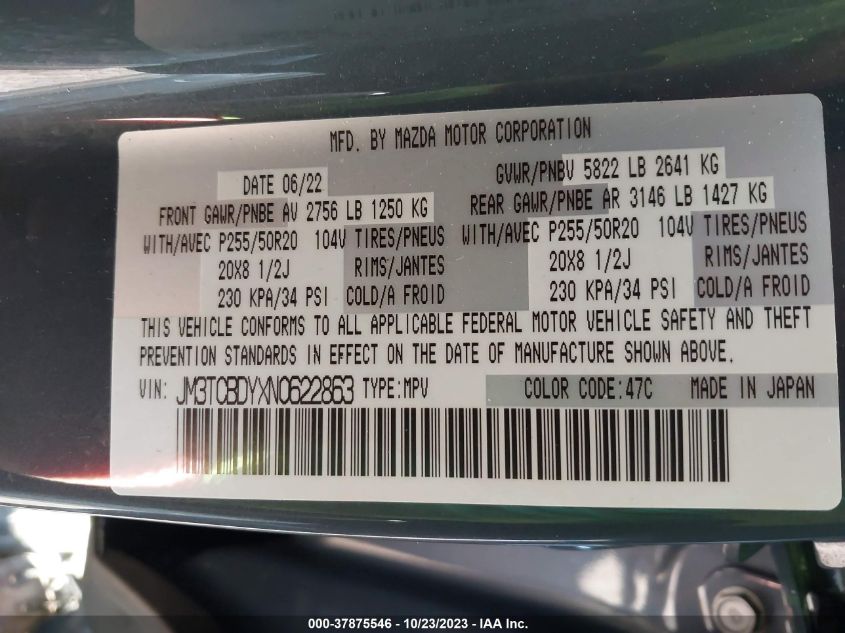 MFD. BY MAZDA MOTOR CORPORATION
DATE 06/22 GVWR/PNBV 5822 LB 2641 KG
FRONT GAWR/PNBE AV 2756 LB 1250 KG REAR GAWR/PNBE AR 3146 LB 1427 KG
WITH/AVEC P255/50R20 104V TIRES/PNEUS WITH/AVEC P255/50R20 104V TIRES/PNEUS
20X8 1/2J RIMS/JANTES 20X8 1/2J RIMS/JANTES
230 KPA/34 PSI COLD/A FROID 230 KPA/34 PSI COLD/A FROID
THIS VEHICLE CONFORMS TO ALL APPLICABLE FEDERAL MOTOR VEHICLE SAFETY AND THEFT
PREVENTION STANDARDS IN EFFECT ON THE DATE OF MANUFACTURE SHOWN ABOVE.
VIN: JM3TCBDYXN0622863 TYPE:MPV COLOR CODE:47C MADE IN JAPAN
000-37875546 - 10/23/2023 - IAA Inc.